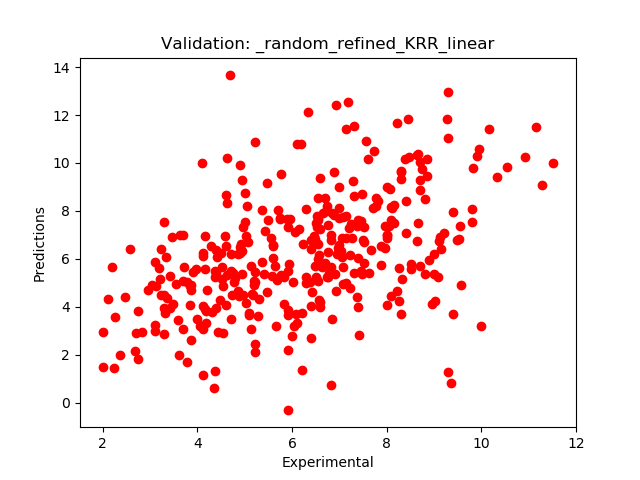 Validation: _random_refined_KRR_linear
14
12
10
8
6
4
2
0
Predictions
2 4 6 8 10 12
Experimental